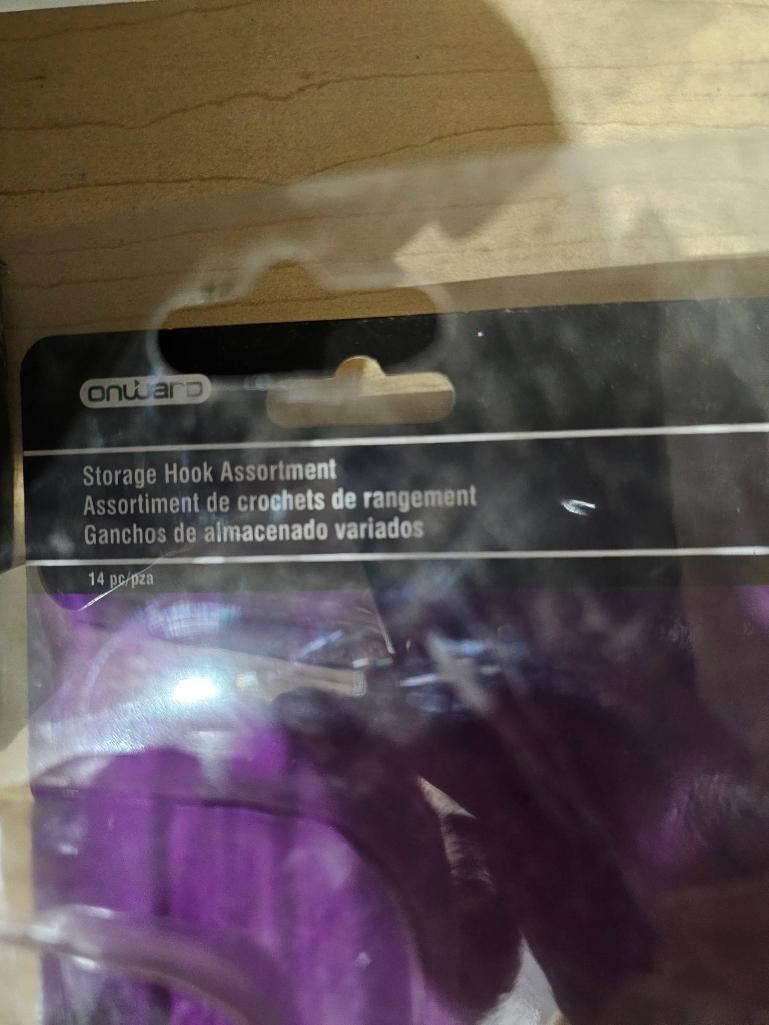 onward
Storage Hook Assortment
Assortiment de crochets de rangement
Ganchos de almacenado variados
14 pc/pza